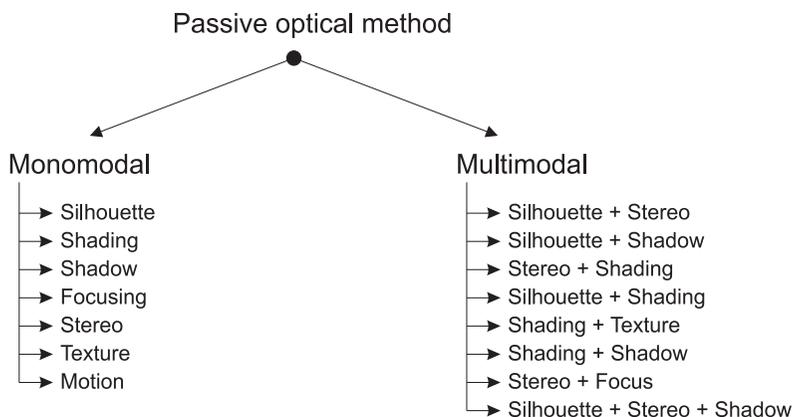 Passive optical method
Monomodal
Silhouette
Shading
Shadow
Focusing
Stereo
Texture
Motion
Multimodal
Silhouette + Stereo
Silhouette + Shadow
Stereo + Shading
Silhouette + Shading
Shading + Texture
Shading + Shadow
Stereo + Focus
Silhouette + Stereo + Shadow